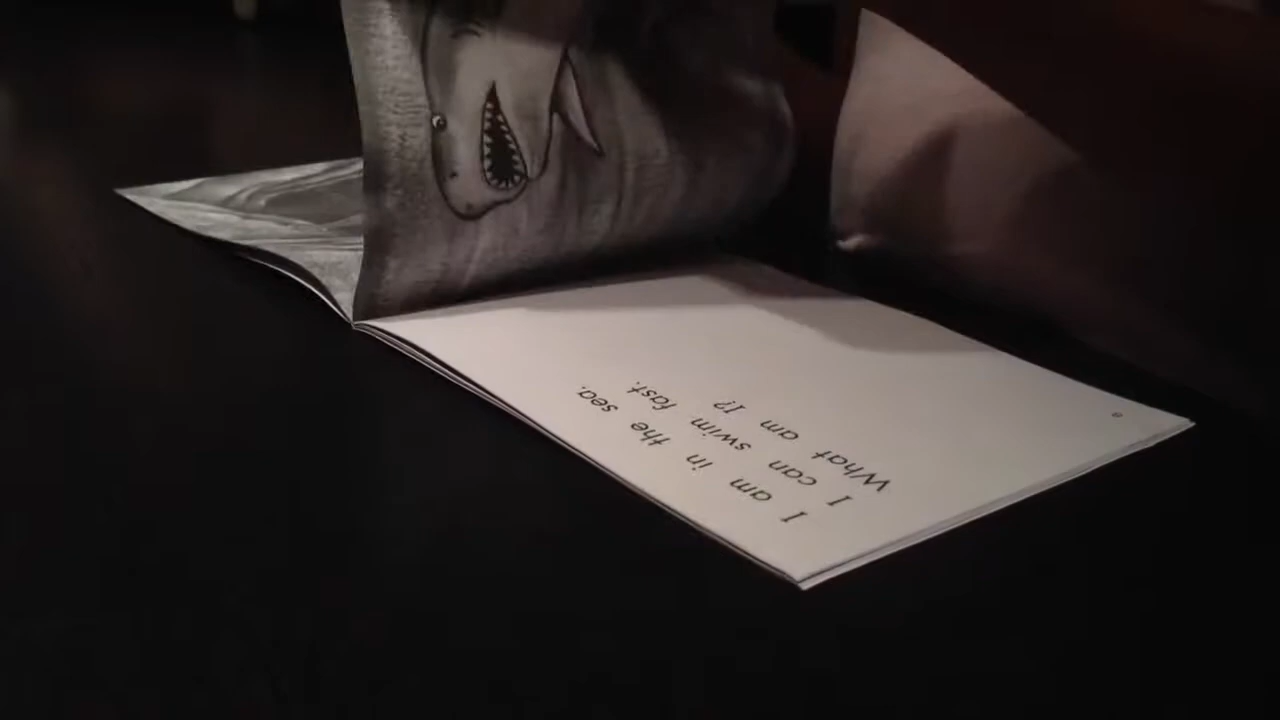 I am in the sea.
I can swim fast.
What am I?